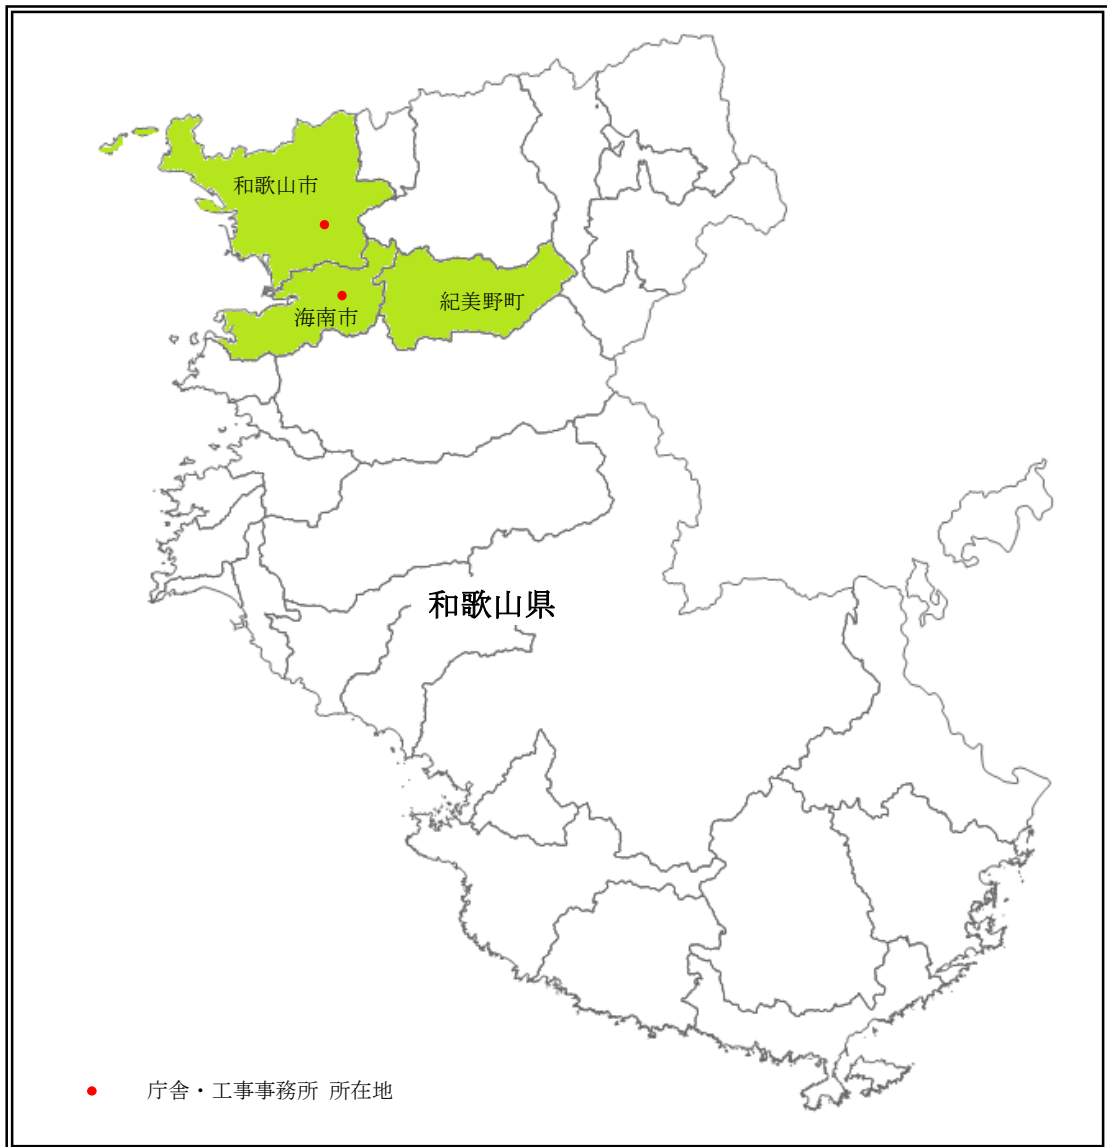 和歌山市
紀美野町
海南市
和歌山県
庁舎・工事事務所 所在地